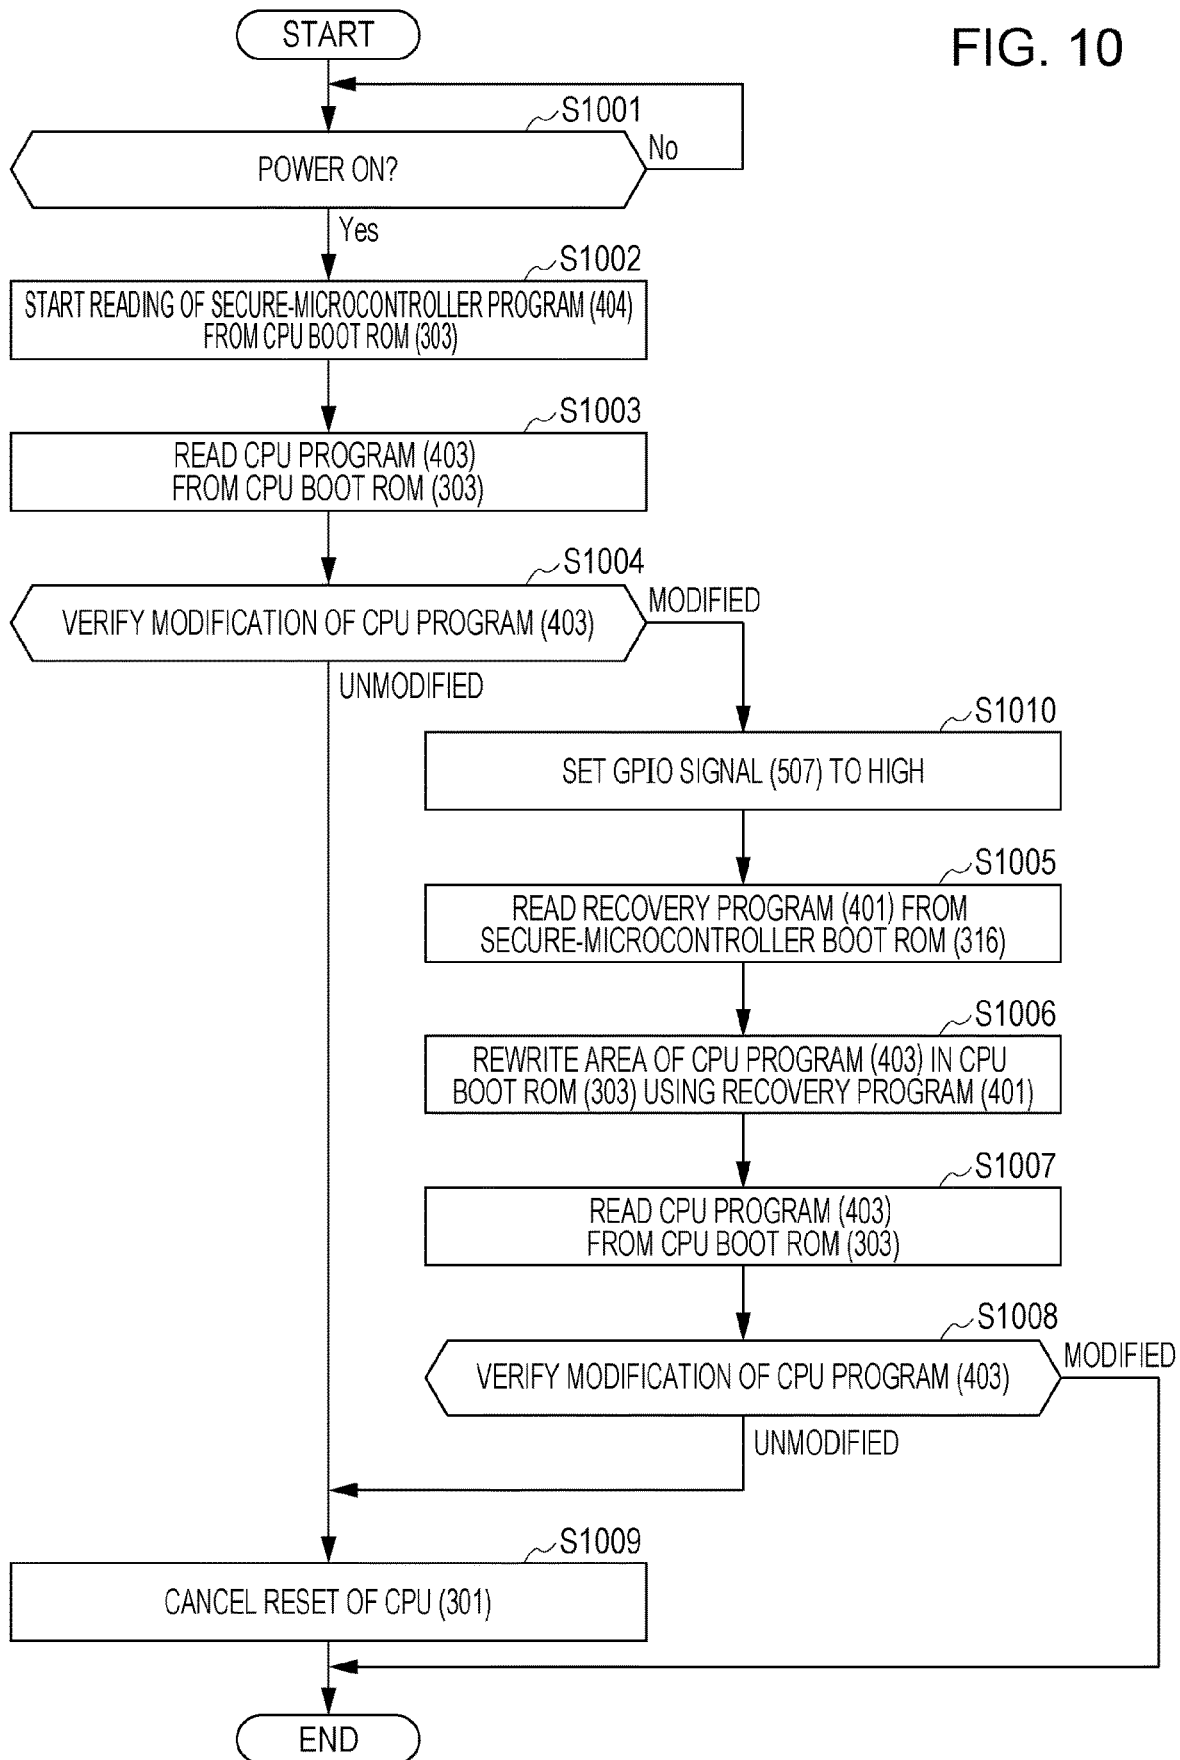 START
FIG. 10
S1001
POWER ON?
No
Yes
S1002
START READING OF SECURE-MICROCONTROLLER PROGRAM (404)
FROM CPU BOOT ROM (303)
S1003
READ CPU PROGRAM (403)
FROM CPU BOOT ROM (303)
S1004
VERIFY MODIFICATION OF CPU PROGRAM (403)
MODIFIED
UNMODIFIED
S1010
SET GPIO SIGNAL (507) TO HIGH
S1005
READ RECOVERY PROGRAM (401) FROM
SECURE-MICROCONTROLLER BOOT ROM (316)
S1006
REWRITE AREA OF CPU PROGRAM (403) IN CPU
BOOT ROM (303) USING RECOVERY PROGRAM (401)
S1007
READ CPU PROGRAM (403)
FROM CPU BOOT ROM (303)
S1008
VERIFY MODIFICATION OF CPU PROGRAM (403)
MODIFIED
UNMODIFIED
S1009
CANCEL RESET OF CPU (301)
END